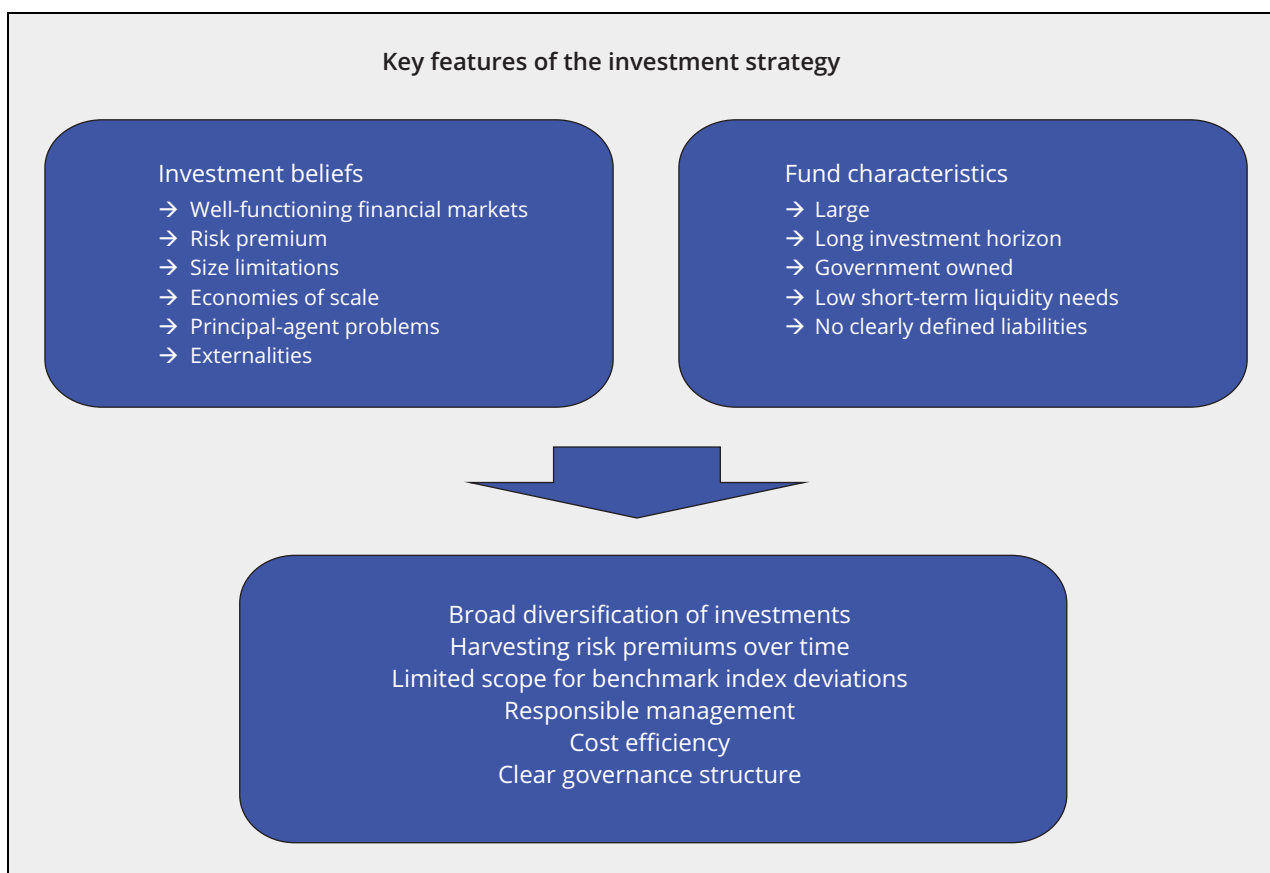 Key features of the investment strategy
Investment beliefs
→ Well-functioning financial markets
→ Risk premium
→ Size limitations
→ Economies of scale
→ Principal-agent problems
→ Externalities
Fund characteristics
→ Large
→ Long investment horizon
→ Government owned
→ Low short-term liquidity needs
→ No clearly defined liabilities
Broad diversification of investments
Harvesting risk premiums over time
Limited scope for benchmark index deviations
Responsible management
Cost efficiency
Clear governance structure